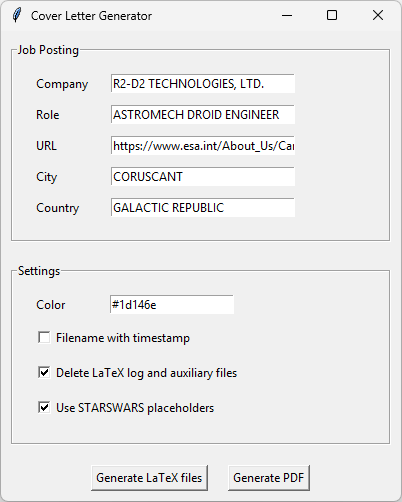 Cover Letter Generator
Job Posting
Company R2-D2 TECHNOLOGIES, LTD.
Role ASTROMECH DROID ENGINEER
URL https://www.esa.int/About_Us/Car
City CORUSCANT
Country GALACTIC REPUBLIC
Settings
Color #1d146e
Filename with timestamp
Delete LaTeX log and auxiliary files
Use STARSWARS placeholders
Generate LaTeX files Generate PDF